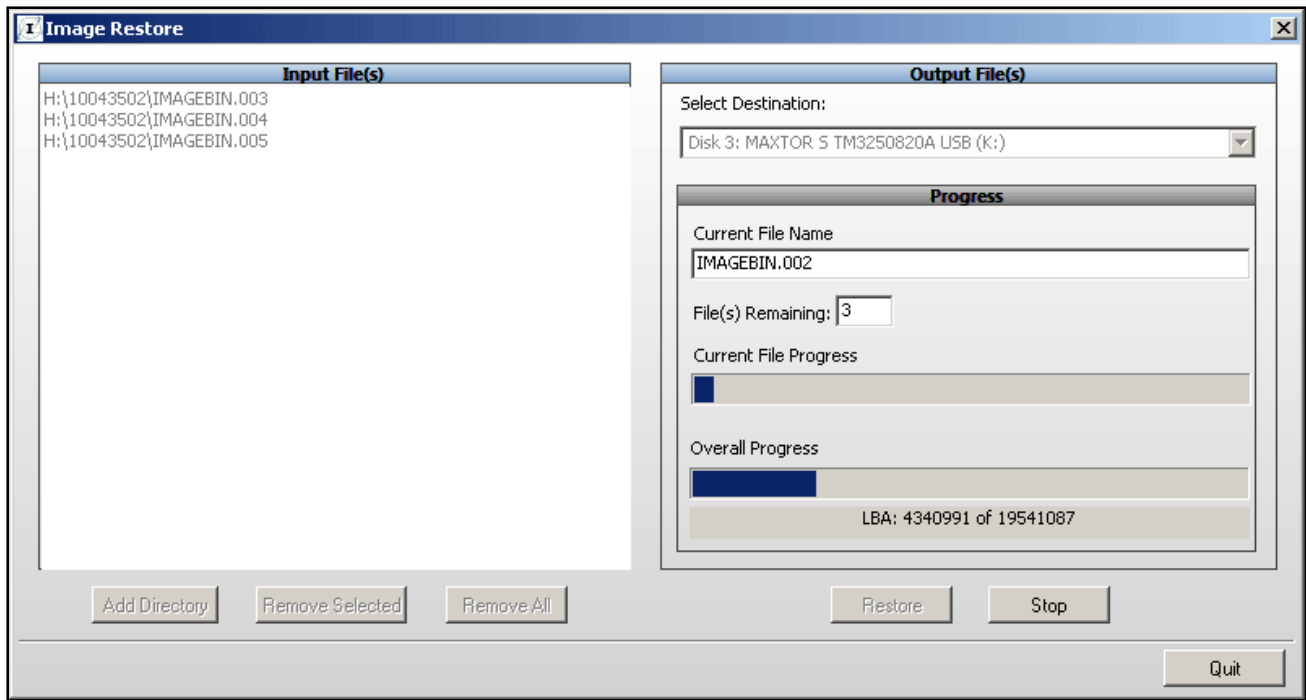 Image Restore
Input File(s)
H:\10043502\IMAGEBIN.003
H:\10043502\IMAGEBIN.004
H:\10043502\IMAGEBIN.005
Output File(s)
Select Destination:
Disk 3: MAXTOR S TM3250820A USB (K:)
Progress
Current File Name
IMAGEBIN.002
File(s) Remaining: 3
Current File Progress
Overall Progress
LBA: 4340991 of 19541087
Add Directory Remove Selected Remove All Restore Stop
Quit